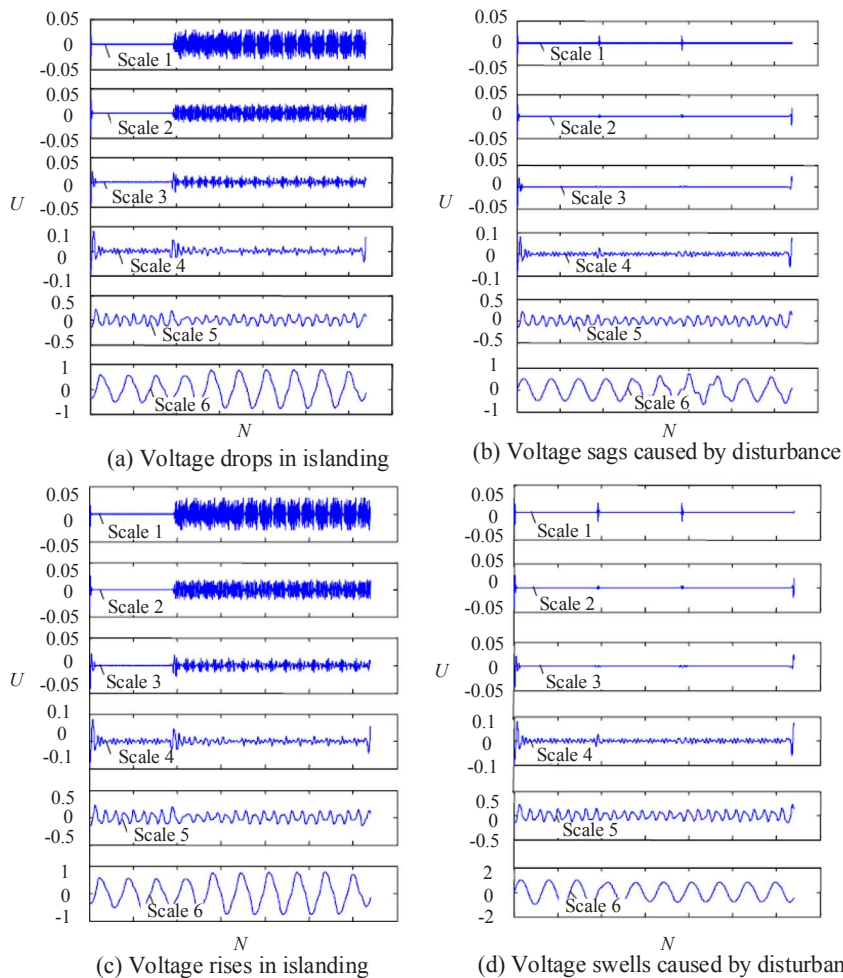 0.05
0
-0.05
Scale 1
0.05
0
-0.05
Scale 2
0.05
0
-0.05
Scale 3
U
0.1
0
-0.1
Scale 4
0.5
0
-0.5
Scale 5
1
0
-1
Scale 6
N
(a) Voltage drops in islanding
0.05
0
-0.05
Scale 1
0.05
0
-0.05
Scale 2
0.05
0
-0.05
Scale 3
U
0.1
0
-0.1
Scale 4
0.5
0
-0.5
Scale 5
1
0
-1
Scale 6
N
(b) Voltage sags caused by disturbance
0.05
0
-0.05
Scale 1
0.05
0
-0.05
Scale 2
0.05
0
-0.05
Scale 3
U
0.1
0
-0.1
Scale 4
0.5
0
-0.5
Scale 5
1
0
-1
Scale 6
N
(c) Voltage rises in islanding
0.05
0
-0.05
Scale 1
0.05
0
-0.05
Scale 2
0.05
0
-0.05
Scale 3
U
0.1
0
-0.1
Scale 4
0.5
0
-0.5
Scale 5
2
0
-2
Scale 6
N
(d) Voltage swells caused by disturban